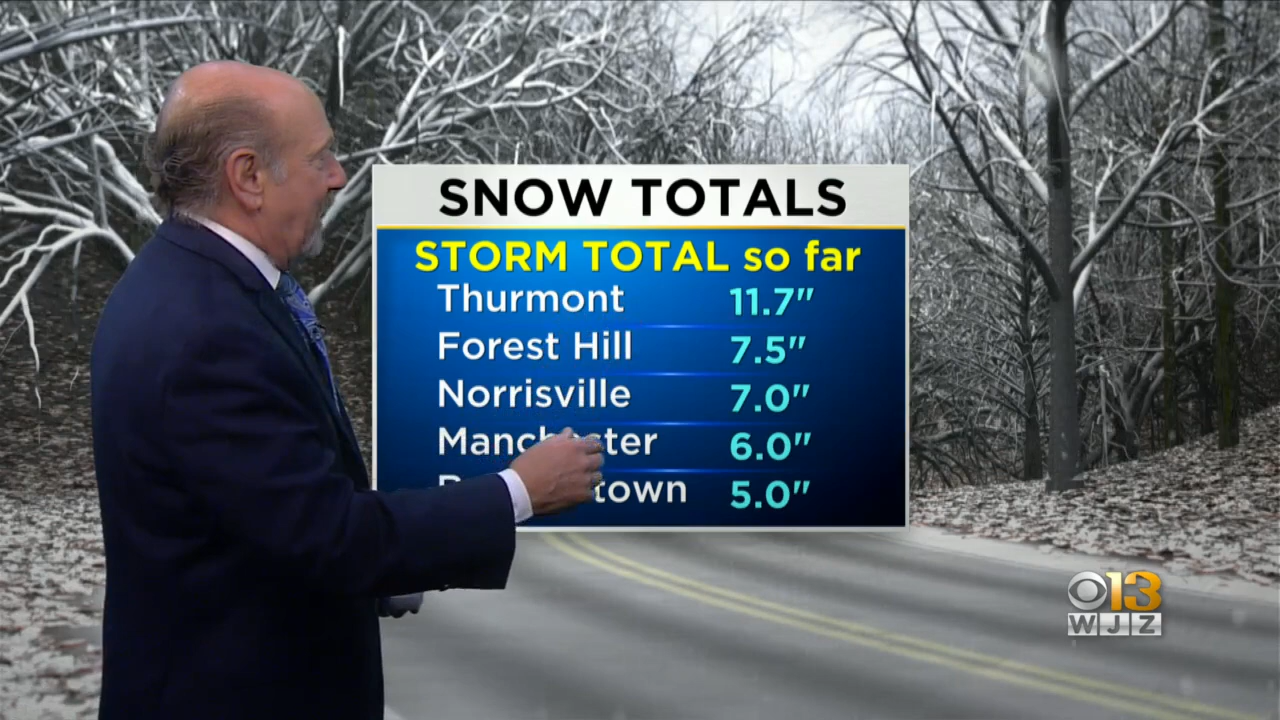 SNOW TOTALS
STORM TOTAL so far
Thurmont 11.7"
Forest Hill 7.5"
Norrisville 7.0"
Manchester 6.0"
5.0"
13
WJZ